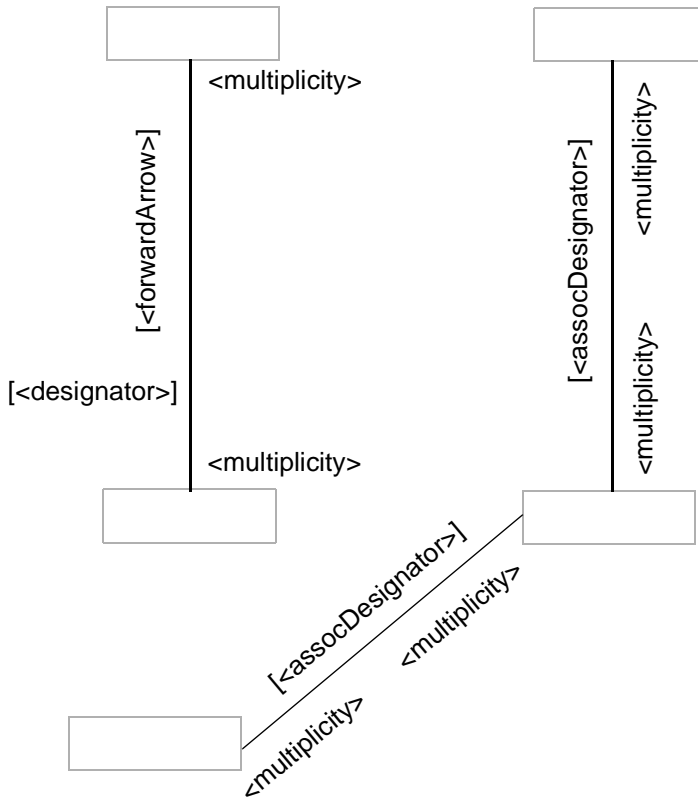 <multiplicity>
[<forwardArrow>]
[<designator>]
<multiplicity>
<multiplicity>
[<assocDesignator>]
<multiplicity>
[<assocDesignator>]
<multiplicity>
<multiplicity>